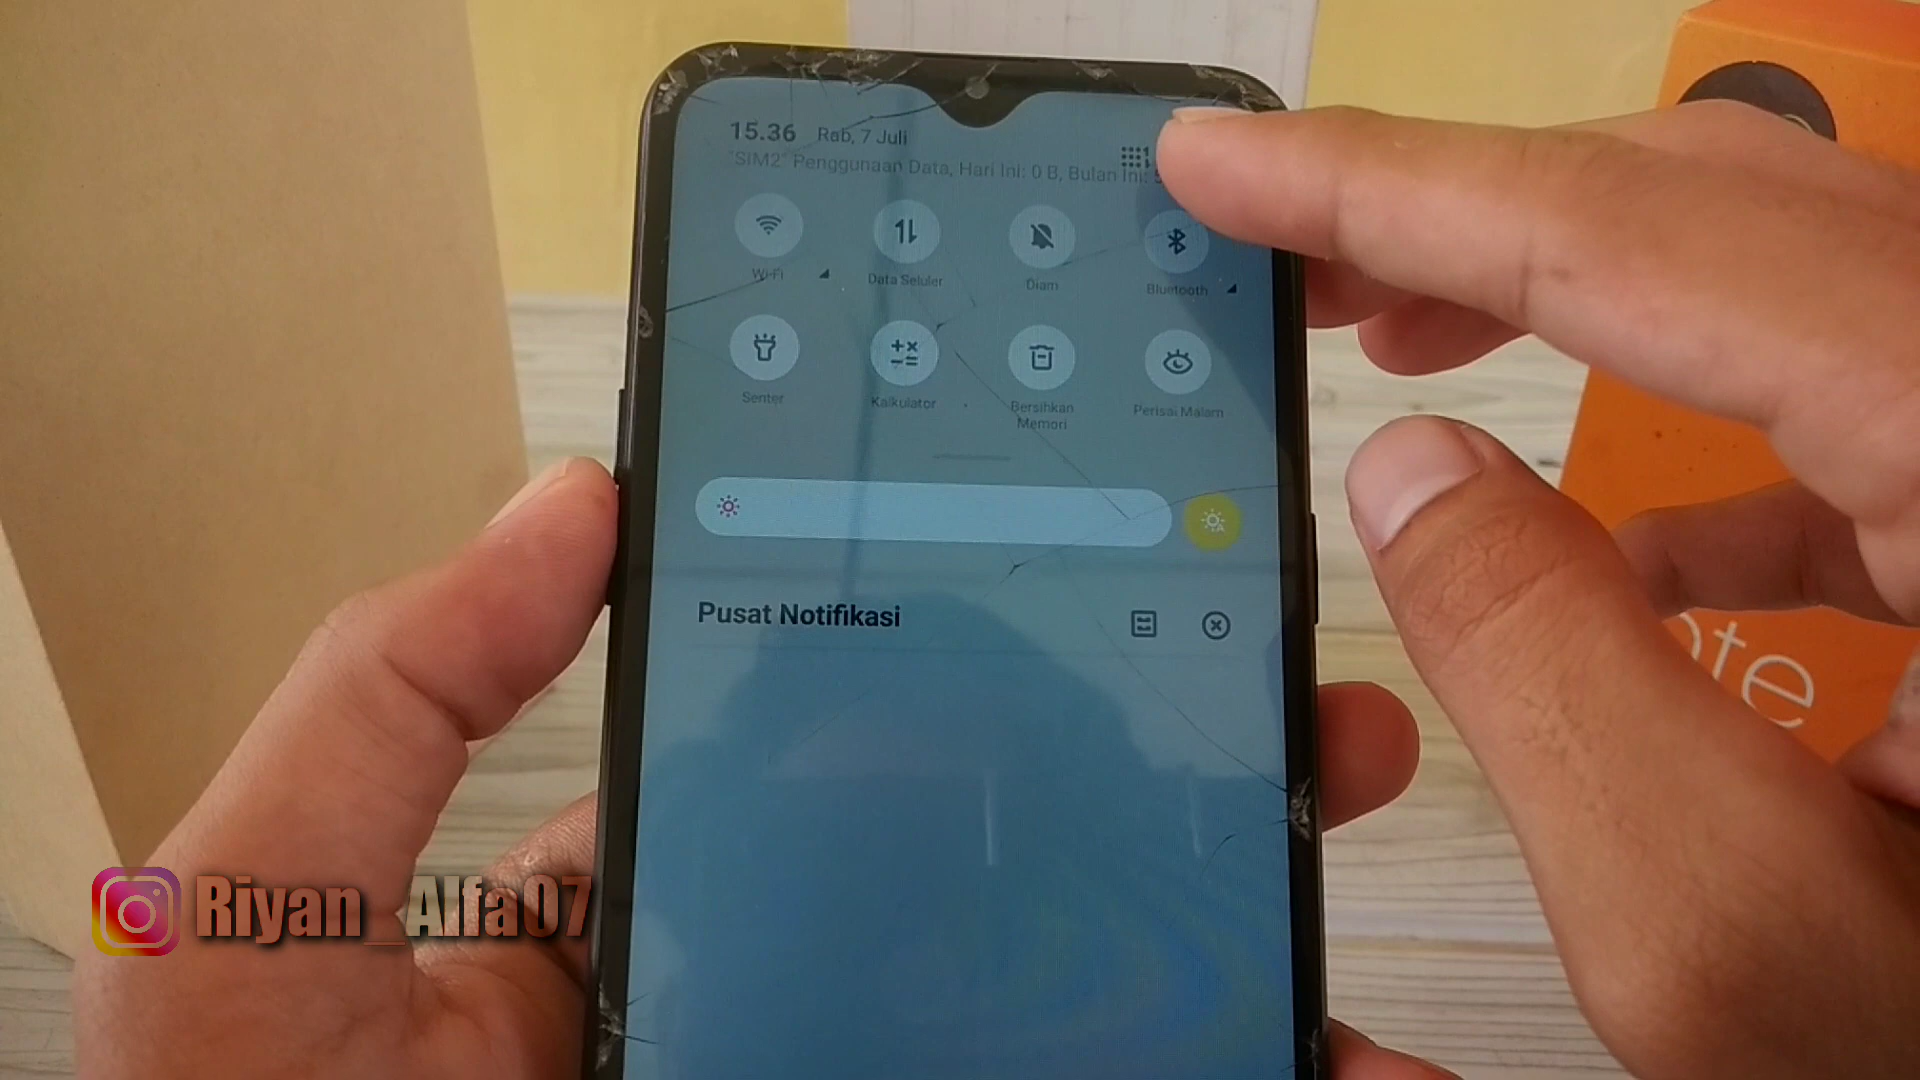 15.36 Rab, 7 Juli
"SIM2" Penggunaan Data, Hari Ini: 0 B, Bulan Ini:
Wi-Fi
Data Seluler
Diam
Bluetooth
Senter
Kalkulator
Bersihkan
Memori
Perisai Malam
Pusat Notifikasi
ote
Riyan_Alfa07